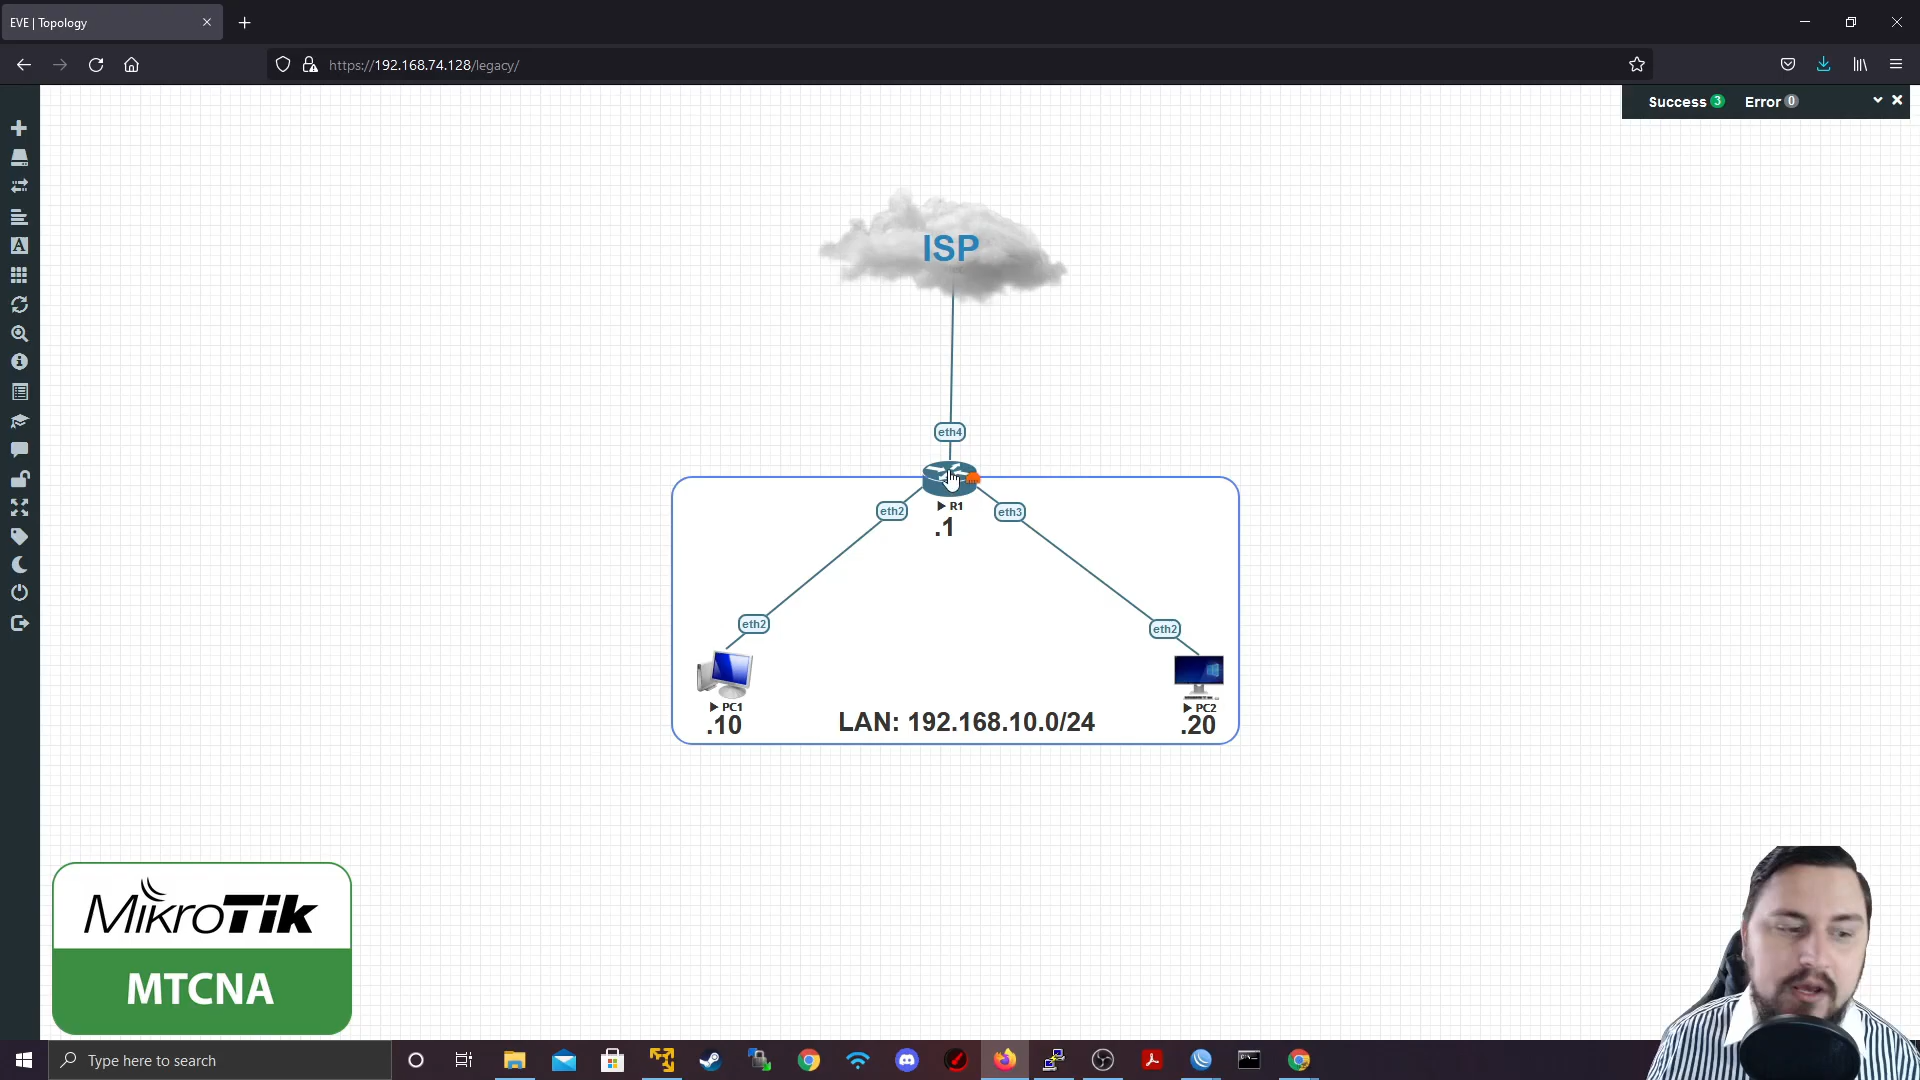 EVE | Topology
https://192.168.74.128/legacy/
Success 3 Error 0
ISP
eth4
eth2
R1
eth3
.1
eth2
eth2
PC1
PC2
.10
LAN: 192.168.10.0/24
.20
MikroTik
MTCNA
Type here to search